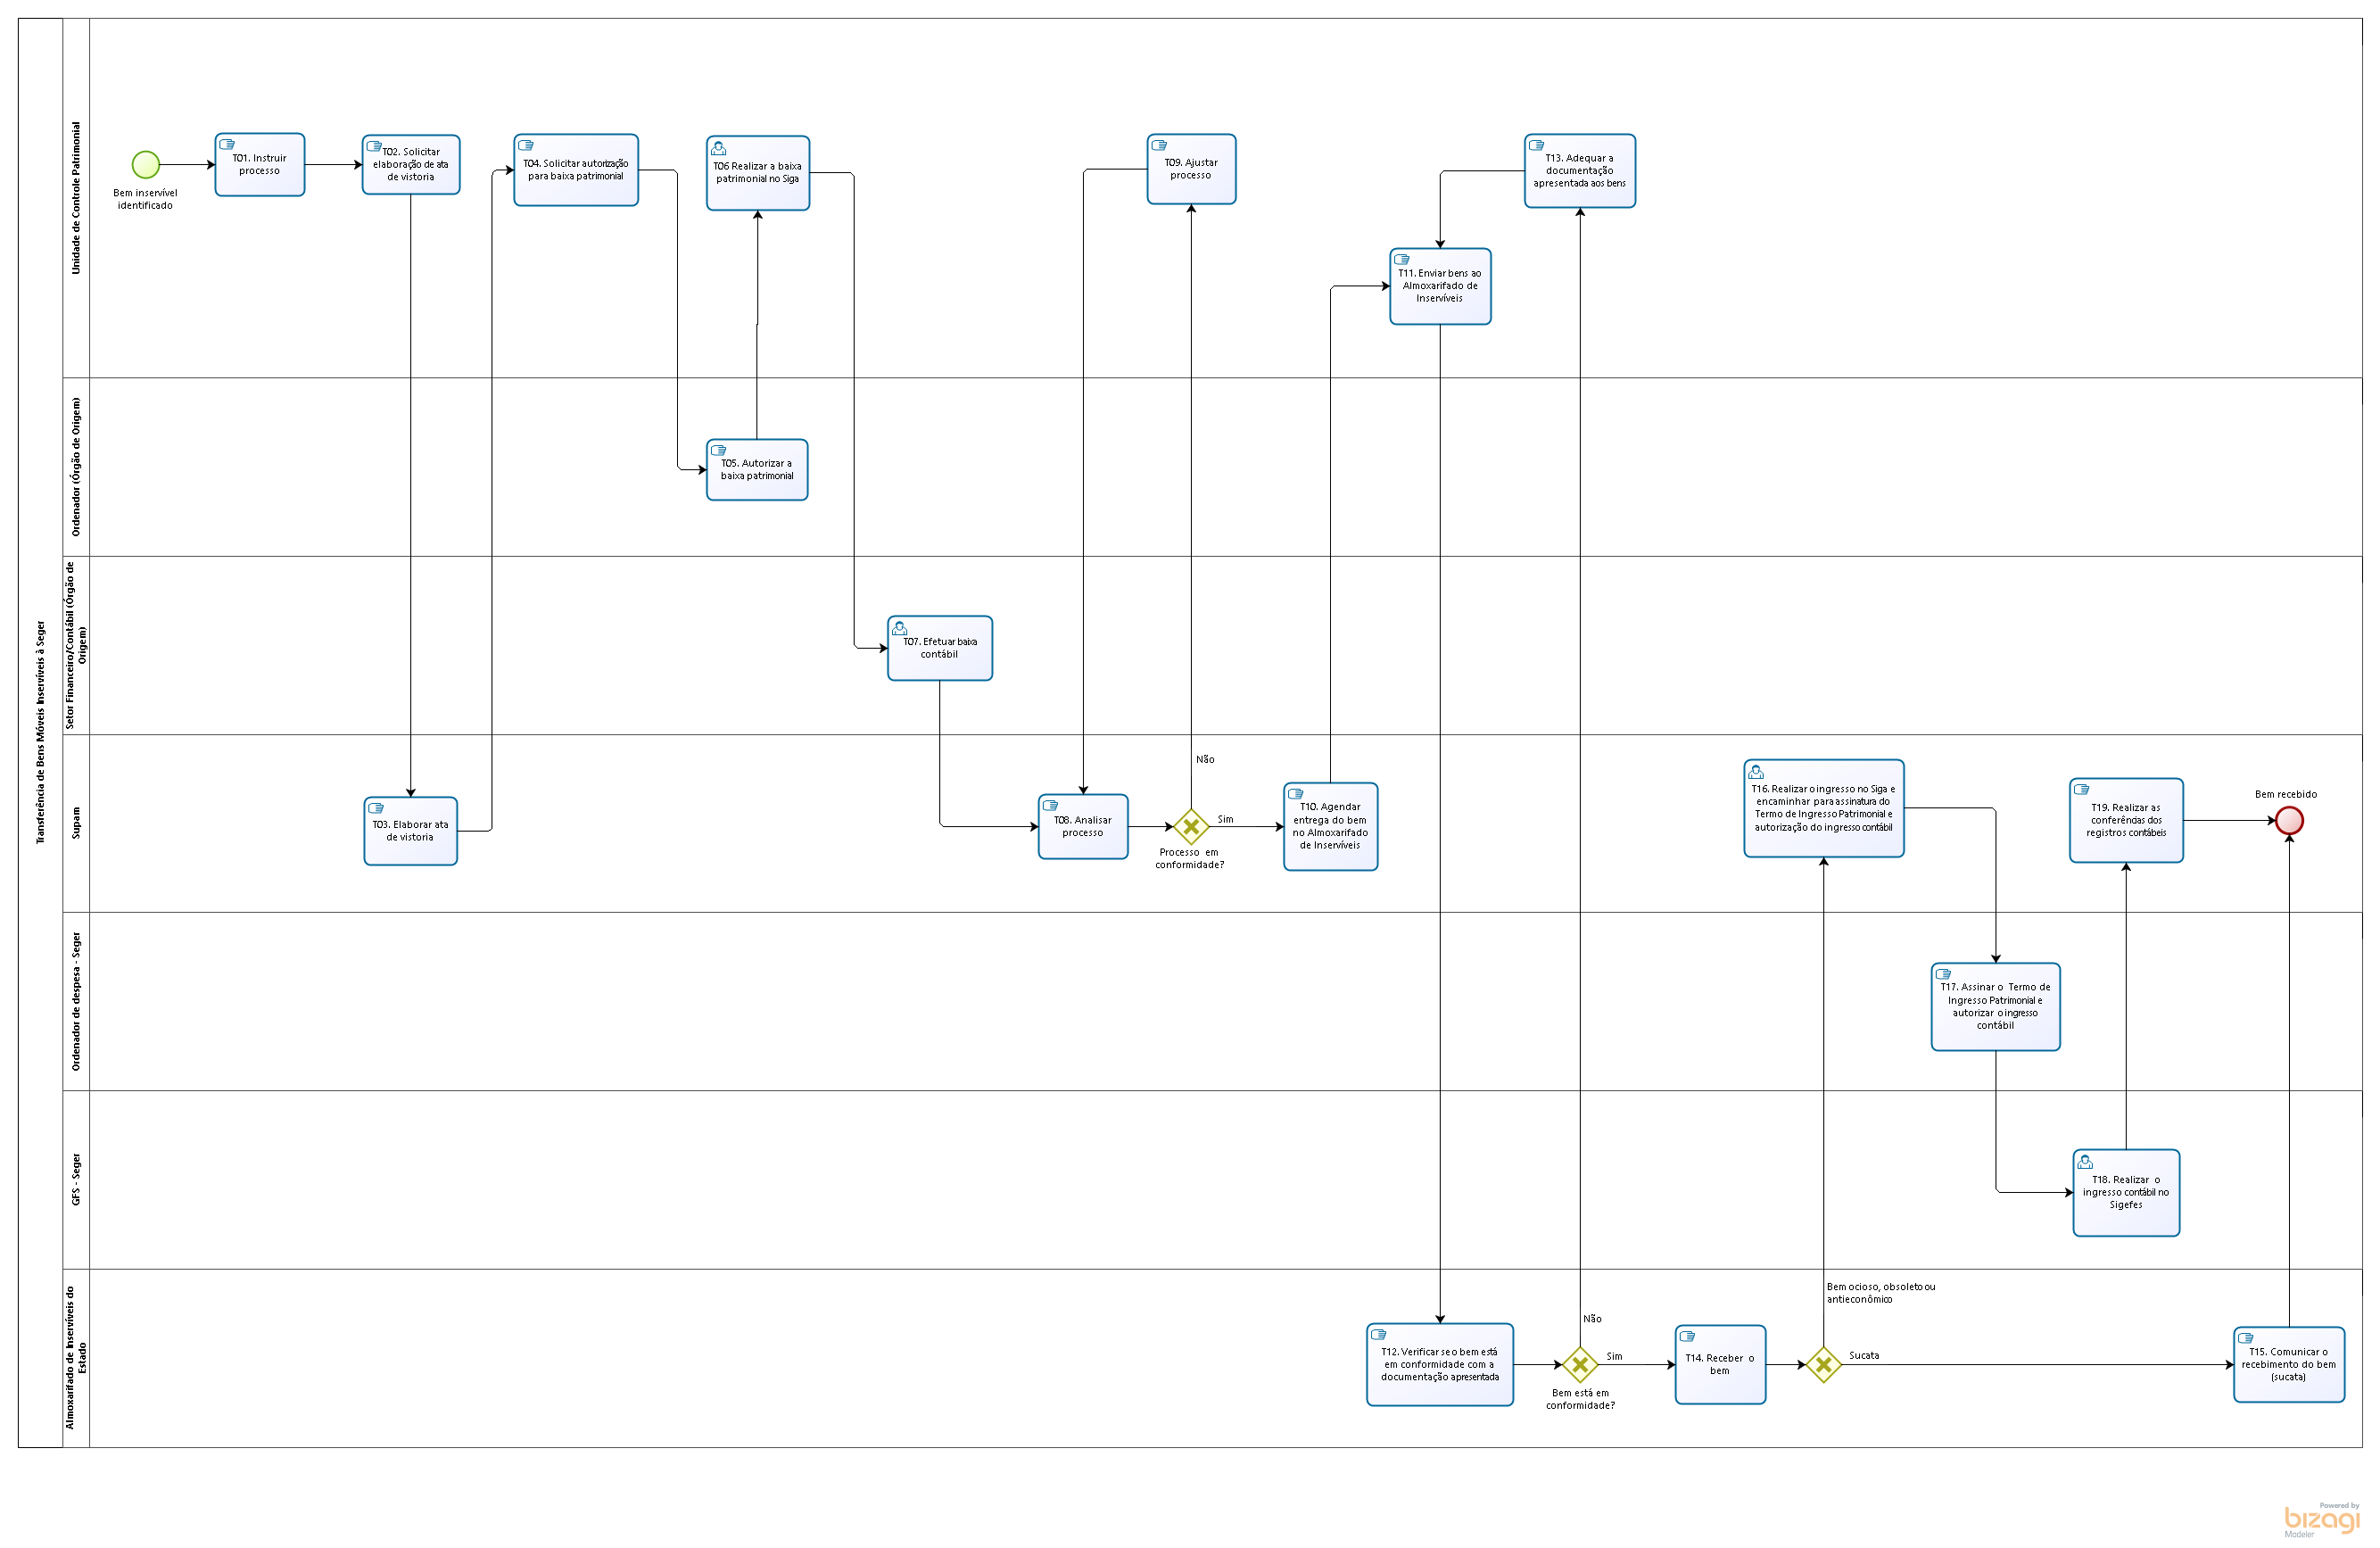 Transferência de Bens Móveis Inservíveis à Seger
Unidade de Controle Patrimonial
Bem inservível
identificado
T01. Instruir
processo
T02. Solicitar
elaboração de ata
de vistoria
T04. Solicitar autorização
para baixa patrimonial
T06 Realizar a baixa
patrimonial no Siga
T09. Ajustar
processo
T13. Adequar a
documentação
apresentada aos bens
T11. Enviar bens ao
Almoxarifado de
Inservíveis
Ordenador (Órgão de Origem)
T05. Autorizar a
baixa patrimonial
Setor Financeiro/Contábil (Órgão de
Origem)
T07. Efetuar baixa
contábil
Supam
T03. Elaborar ata
de vistoria
T08. Analisar
processo
Não
Sim
Processo em
conformidade?
T10. Agendar
entrega do bem
no Almoxarifado
de Inservíveis
T16. Realizar o ingresso no Siga e
encaminhar para assinatura do
Termo de Ingresso Patrimonial e
autorização do ingresso contábil
T19. Realizar as
conferências dos
registros contábeis
Bem recebido
Ordenador de despesa - Seger
T17. Assinar o Termo de
Ingresso Patrimonial e
autorizar o ingresso
contábil
GFS - Seger
T18. Realizar o
ingresso contábil no
Sigefes
Almoxarifado de Inservíveis do
Estado
T12. Verificar se o bem está
em conformidade com a
documentação apresentada
Não
Sim
Bem está em
conformidade?
T14. Receber o
bem
Bem ocioso, obsoleto ou
antieconômico
Sucata
T15. Comunicar o
recebimento do bem
(sucata)
Powered by
bizagi
Modeler